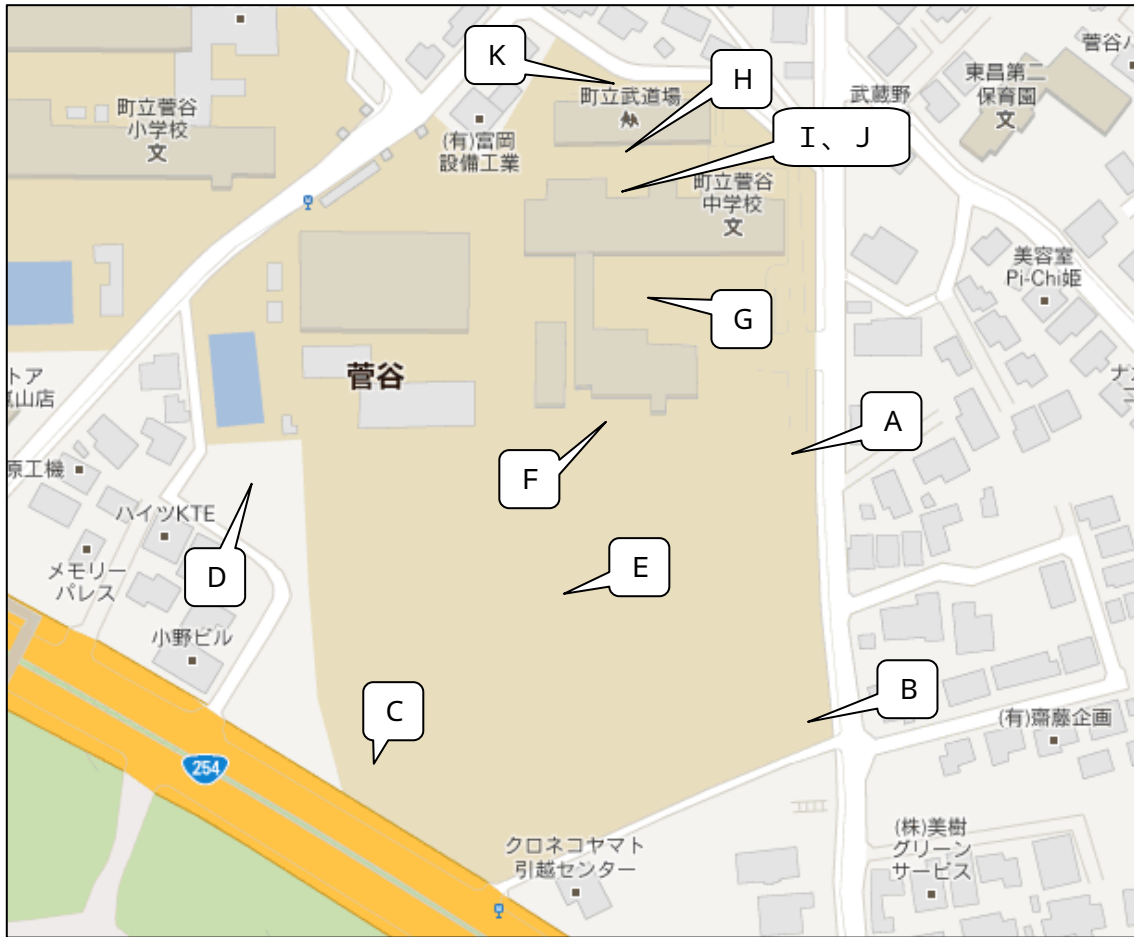 K
H
I、J
町立武道場
町立菅谷
小学校
文
(有)富岡
設備工業
武蔵野
東昌第二
保育園
文
菅谷
町立菅谷
中学校
文
美容室
Pi-Chi姫
G
菅谷
トア
嵐山店
A
原工機
F
ハイツKTE
D
メモリー
パレス
E
小野ビル
C
B
254
(有)齋藤企画
クロネコヤマト
引越センター
(株)美樹
グリーン
サービス